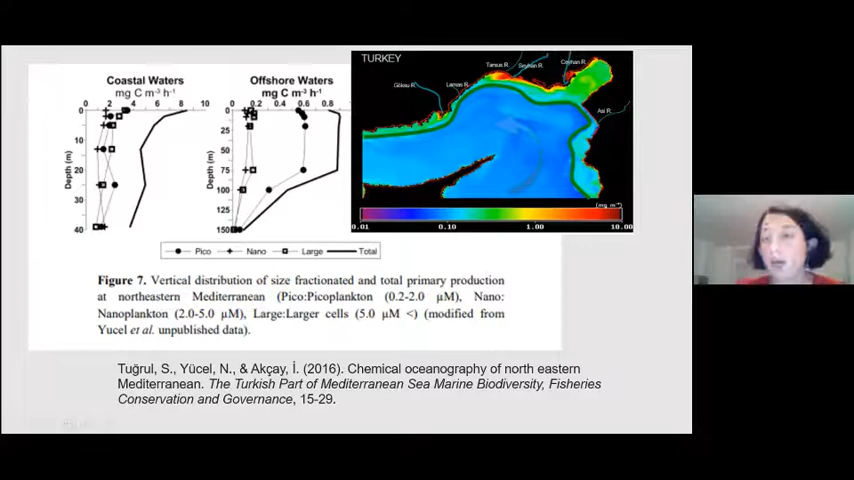 Coastal Waters
mg C m⁻³ h⁻¹
0 2 4 6 8 10
Depth (m)
0
10
20
30
40
Offshore Waters
mg C m⁻³ h⁻¹
0 0.2 0.4 0.6 0.8
Depth (m)
0
25
50
75
100
150
Pico Nano Large Total
TURKEY
Göksu R.
Lamas R.
Tarsus R.
Seyhan R.
Ceyhan R.
Asi R.
(mg m⁻³)
0.01 0.10 1.00 10.00
Figure 7. Vertical distribution of size fractionated and total primary production
at northeastern Mediterranean (Pico:Picoplankton (0.2-2.0 µM), Nano:
Nanoplankton (2.0-5.0 µM), Large:Larger cells (5.0 µM <) (modified from
Yucel et al. unpublished data).
Tuğrul, S., Yücel, N., & Akçay, İ. (2016). Chemical oceanography of north eastern
Mediterranean. The Turkish Part of Mediterranean Sea Marine Biodiversity, Fisheries
Conservation and Governance, 15-29.